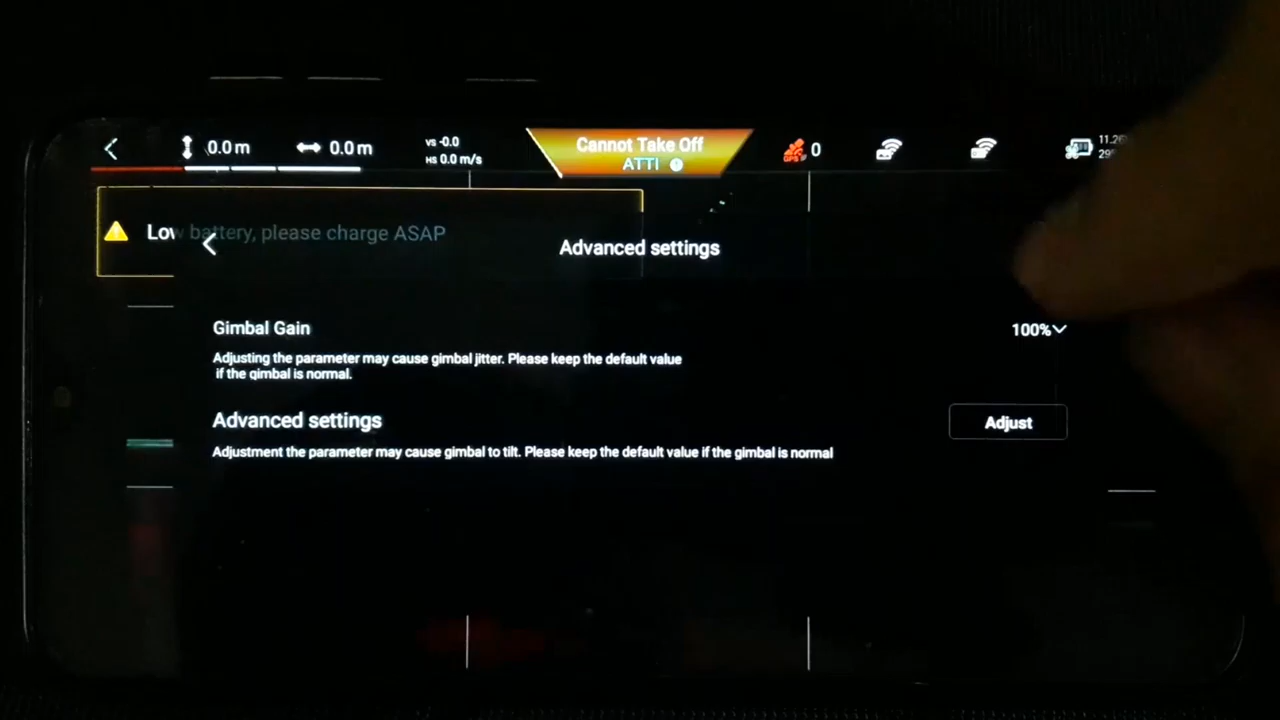 0.0 m
0.0 m
VS -0.0
HS 0.0 m/s
Cannot Take Off
ATTI
GPS
0
Low battery, please charge ASAP
Advanced settings
Gimbal Gain
100%
Adjusting the parameter may cause gimbal jitter. Please keep the default value
if the gimbal is normal.
Advanced settings
Adjust
Adjustment the parameter may cause gimbal to tilt. Please keep the default value if the gimbal is normal